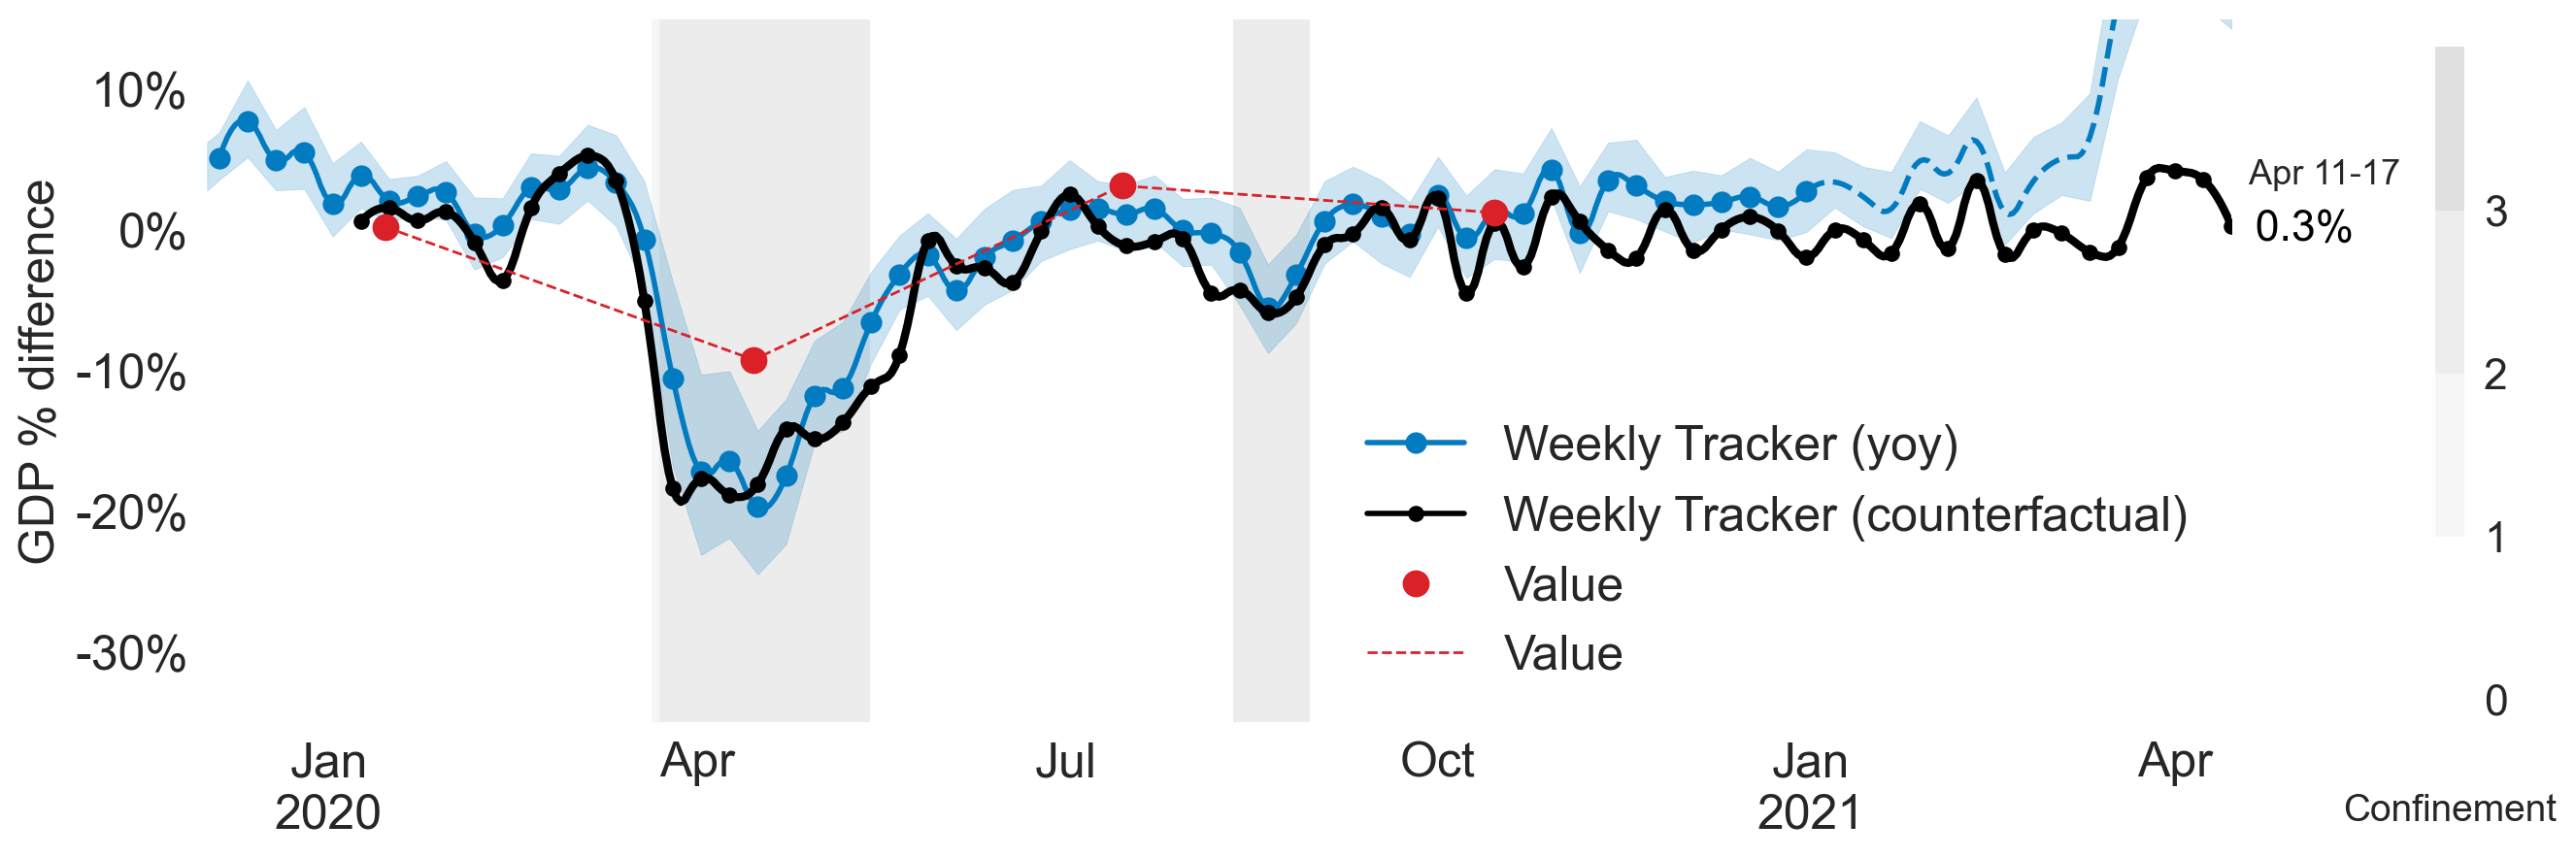 GDP % difference
10%
0%
-10%
-20%
-30%
Jan
2020
Apr
Jul
Oct
Jan
2021
Apr
Weekly Tracker (yoy)
Weekly Tracker (counterfactual)
Value
Value
Apr 11-17
0.3%
3
2
1
0
Confinement